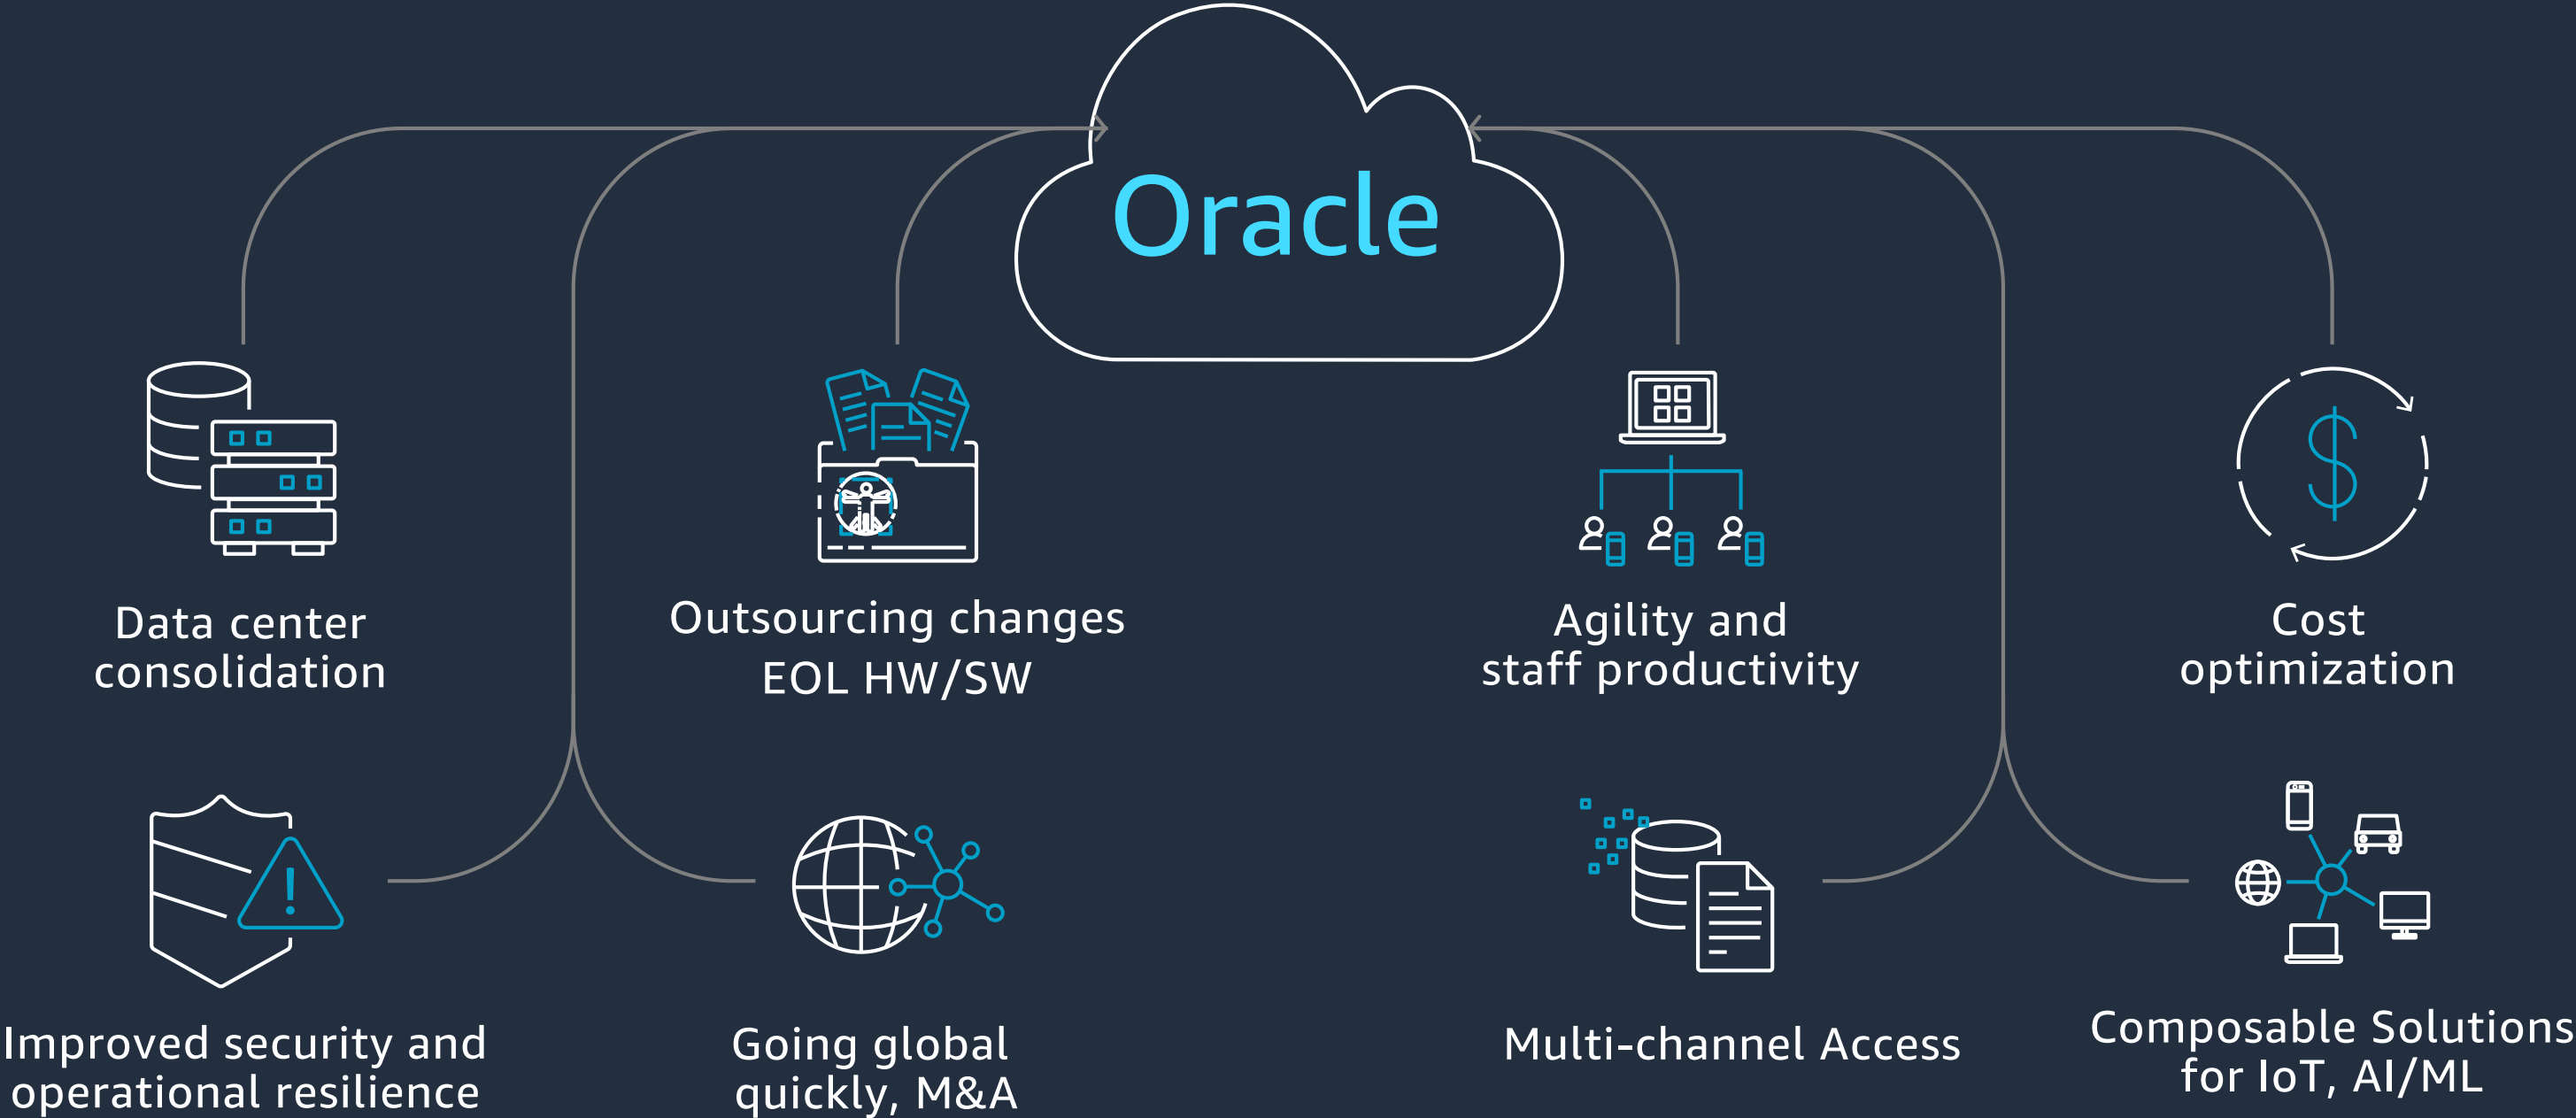 Oracle
Data center
consolidation
Outsourcing changes
EOL HW/SW
Agility and
staff productivity
Cost
optimization
Improved security and
operational resilience
Going global
quickly, M&A
Multi-channel Access
Composable Solutions
for IoT, AI/ML